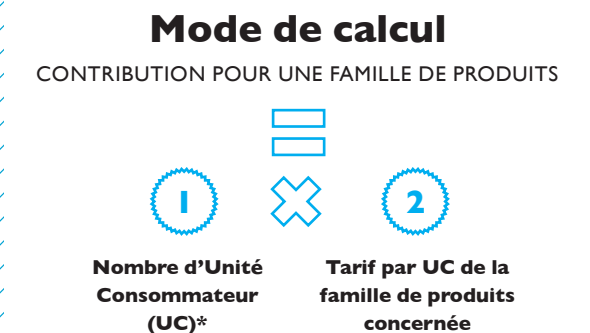 Mode de calcul
CONTRIBUTION POUR UNE FAMILLE DE PRODUITS
=
1 × 2
Nombre d'Unité
Consommateur
(UC)*
Tarif par UC de la
famille de produits
concernée